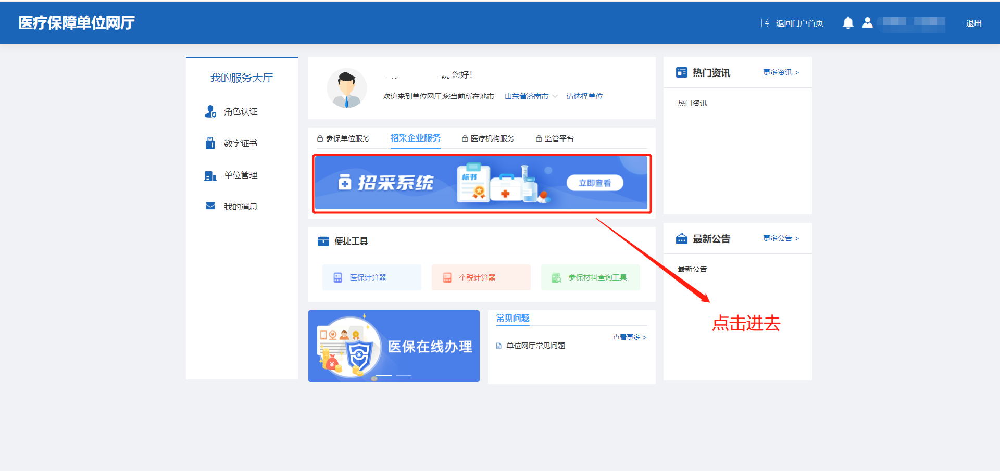 医疗保障单位网厅
返回门户首页
退出
我的服务大厅
角色认证
数字证书
单位管理
我的消息
您好!
欢迎来到单位网厅,您当前所在地市 山东省济南市 请选择单位
参保单位服务 招采企业服务 医疗机构服务 监管平台
招采系统
标书
立即查看
便捷工具
医保计算器 个税计算器 参保材料查询工具
医保在线办理
常见问题
查看更多 >
单位网厅常见问题
热门资讯 更多资讯 >
热门资讯
最新公告 更多公告 >
最新公告
点击进去